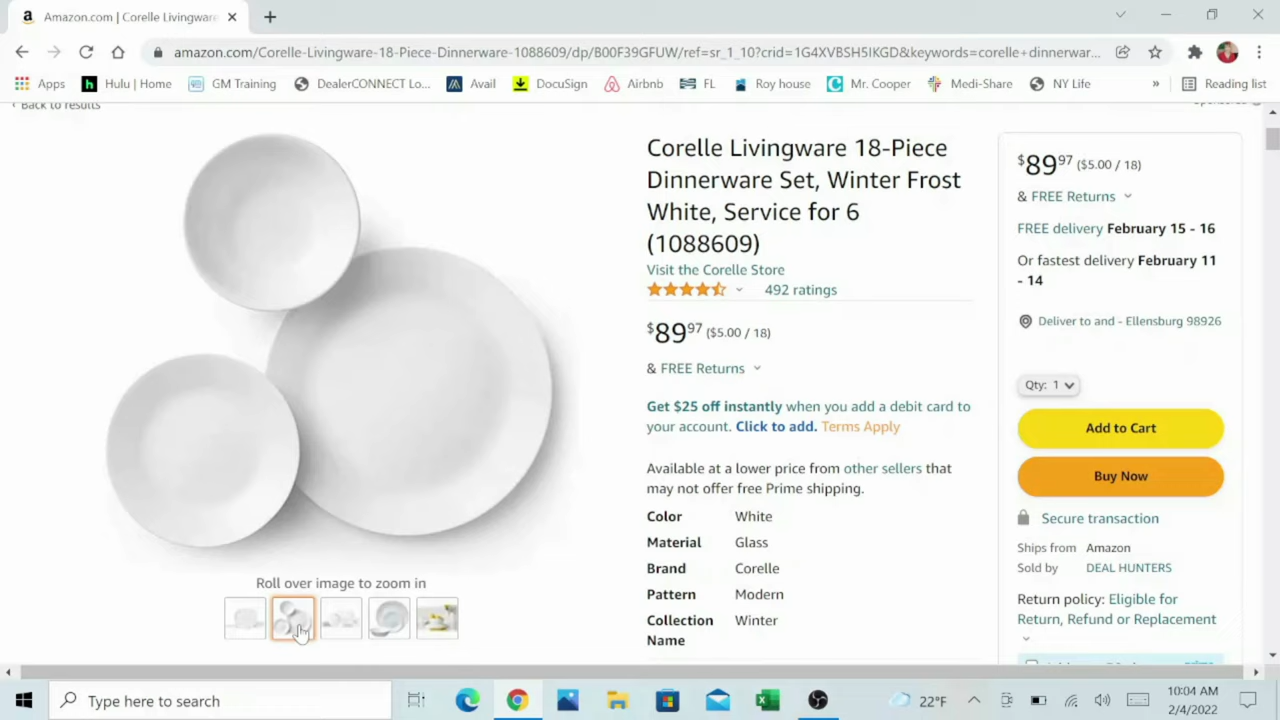 Amazon.com | Corelle Livingware
amazon.com/Corelle-Livingware-18-Piece-Dinnerware-1088609/dp/B00F39GFUW/ref=sr_1_10?crid=1G4XVBSH5IKGD&keywords=corelle+dinnerwar...
Apps Hulu | Home GM Training DealerCONNECT Lo... Avail DocuSign Airbnb FL Roy house Mr. Cooper Medi-Share NY Life » Reading list
Back to results
Sponsored
Corelle Livingware 18-Piece
Dinnerware Set, Winter Frost
White, Service for 6
(1088609)
Visit the Corelle Store
492 ratings
$8997 ($5.00 / 18)
& FREE Returns
Get $25 off instantly when you add a debit card to
your account. Click to add. Terms Apply
Available at a lower price from other sellers that
may not offer free Prime shipping.
Color White
Material Glass
Brand Corelle
Pattern Modern
Collection Winter
Name
Roll over image to zoom in
$8997 ($5.00 / 18)
& FREE Returns
FREE delivery February 15 - 16
Or fastest delivery February 11
- 14
Deliver to and - Ellensburg 98926
Qty: 1
Add to Cart
Buy Now
Secure transaction
Ships from Amazon
Sold by DEAL HUNTERS
Return policy: Eligible for
Return, Refund or Replacement
Type here to search
22°F
10:04 AM
2/4/2022